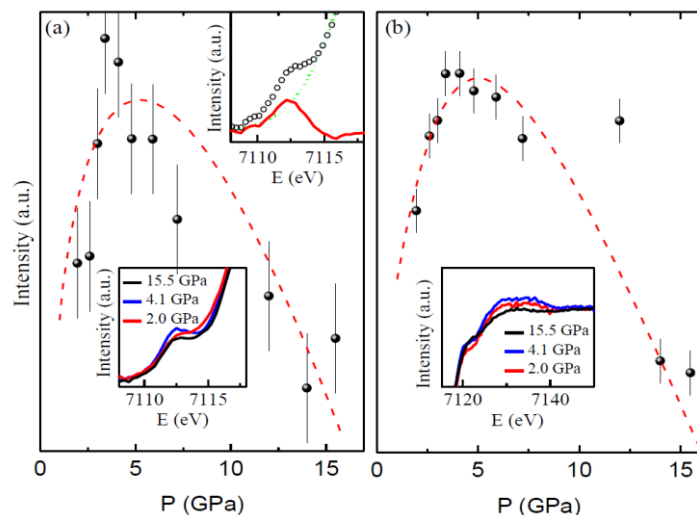 (a)
Intensity (a.u.)
7110 7115
E (eV)
Intensity (a.u.)
15.5 GPa
4.1 GPa
2.0 GPa
Intensity (a.u.)
7110 7115
E (eV)
0 5 10 15
P (GPa)
(b)
Intensity (a.u.)
Intensity (a.u.)
15.5 GPa
4.1 GPa
2.0 GPa
7120 7140
E (eV)
0 5 10 15
P (GPa)